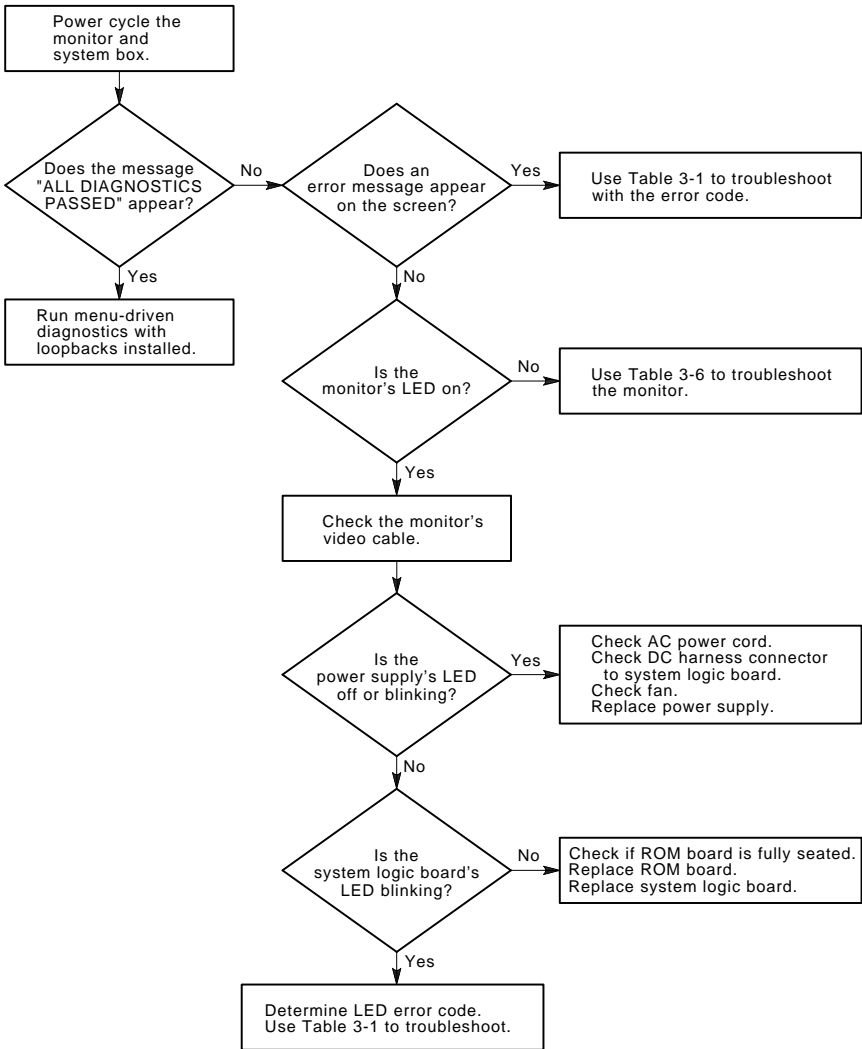 Power cycle the
monitor and
system box.
Does the message
"ALL DIAGNOSTICS
PASSED" appear?
No
Does an
error message appear
on the screen?
Yes
Use Table 3-1 to troubleshoot
with the error code.
Yes
Run menu-driven
diagnostics with
loopbacks installed.
No
Is the
monitor's LED on?
No
Use Table 3-6 to troubleshoot
the monitor.
Yes
Check the monitor's
video cable.
Is the
power supply's LED
off or blinking?
Yes
Check AC power cord.
Check DC harness connector
to system logic board.
Check fan.
Replace power supply.
No
Is the
system logic board's
LED blinking?
No
Check if ROM board is fully seated.
Replace ROM board.
Replace system logic board.
Yes
Determine LED error code.
Use Table 3-1 to troubleshoot.